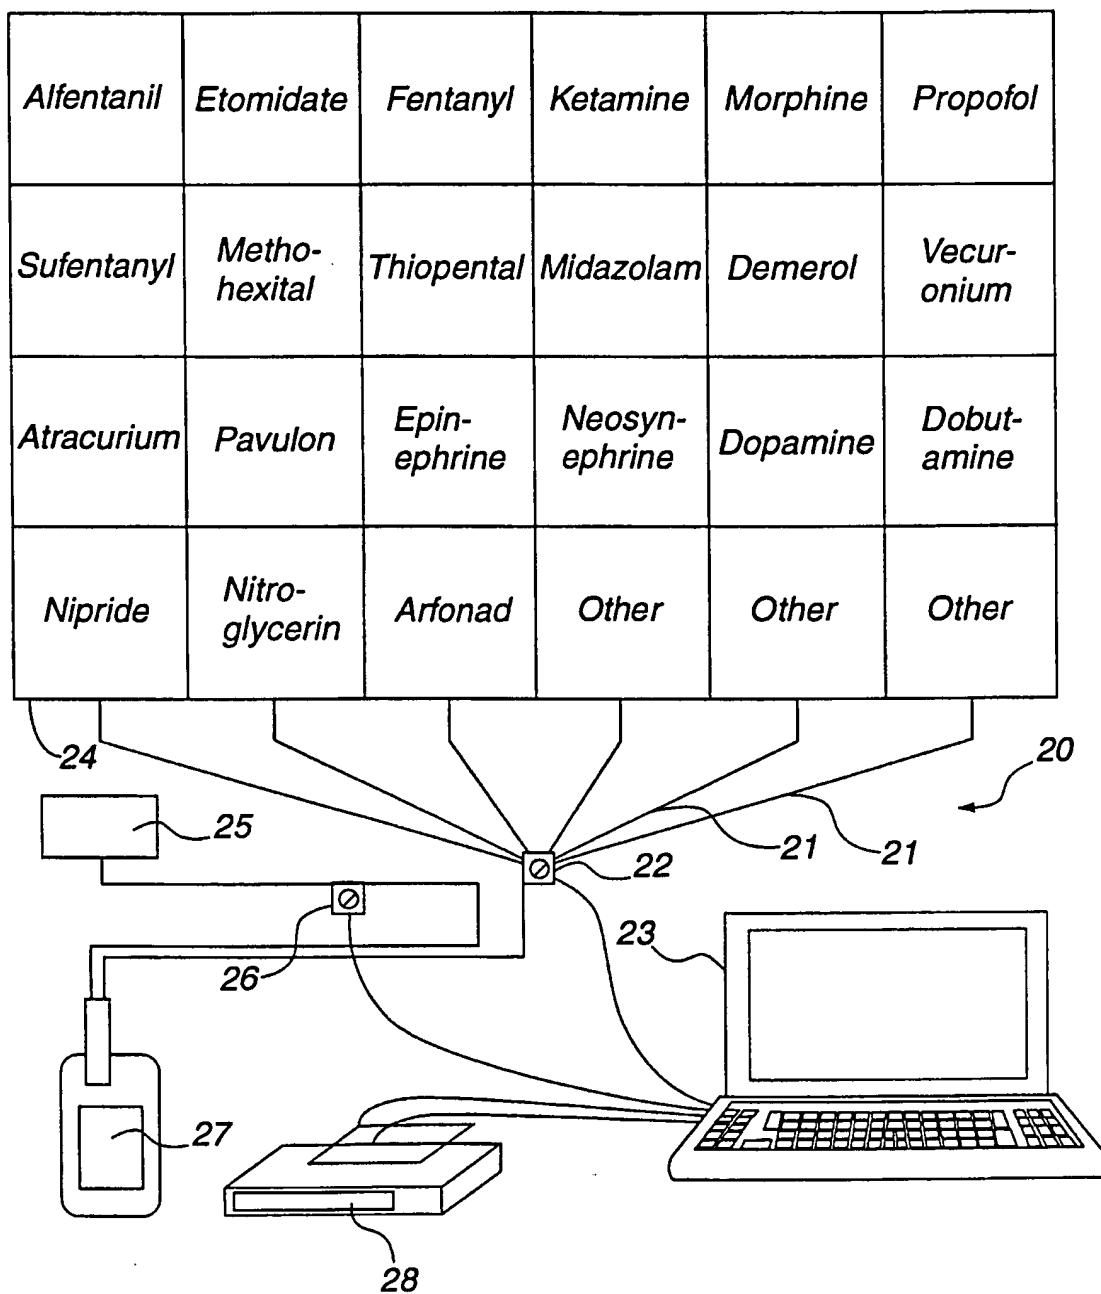 Alfentanil Etomidate Fentanyl Ketamine Morphine Propofol
Sufentanyl Metho-
hexital Thiopental Midazolam Demerol Vecur-
onium
Atracurium Pavulon Epin-
ephrine Neosyn-
ephrine Dopamine Dobut-
amine
Nipride Nitro-
glycerin Arfonad Other Other Other
24
20
25
21
21
22
23
26
27
28